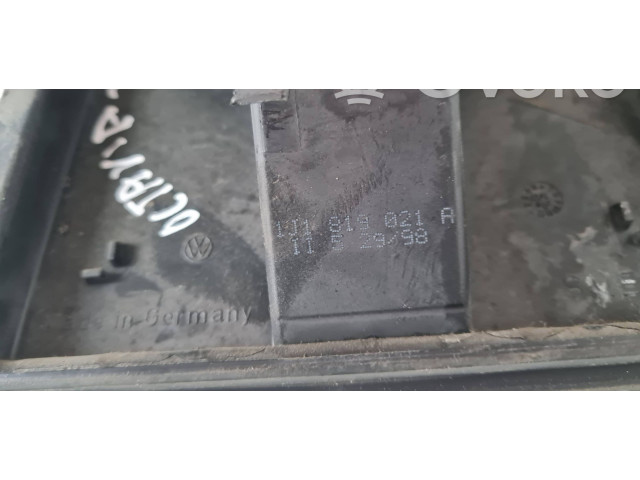 OCTAVIA
1J1 819 021 A
11 5 29/98
in Germany